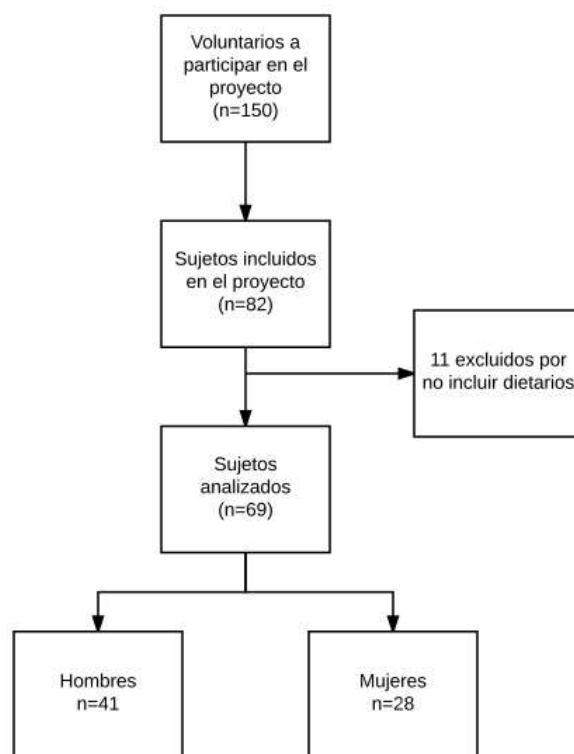 Voluntarios a
participar en el
proyecto
(n=150)
Sujetos incluidos
en el proyecto
(n=82)
11 excluidos por
no incluir dietarios
Sujetos
analizados
(n=69)
Hombres
n=41
Mujeres
n=28